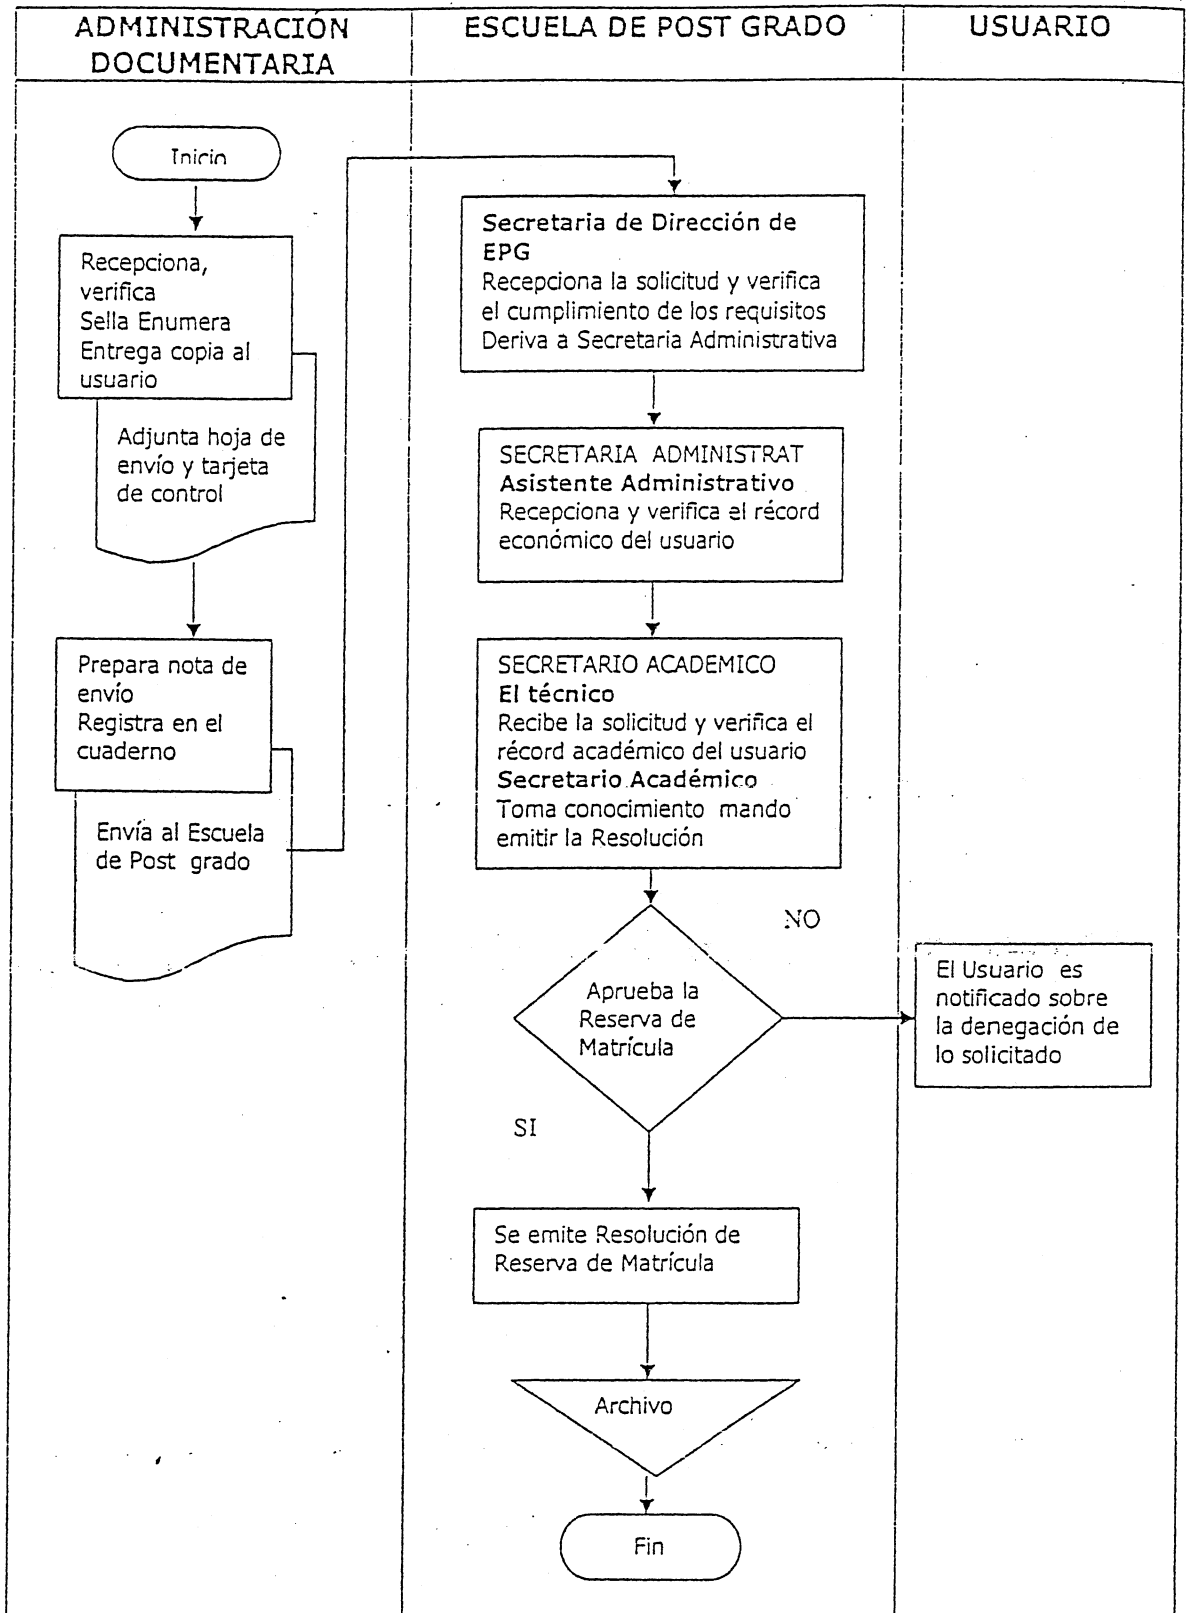 ADMINISTRACIÓN
DOCUMENTARIA
ESCUELA DE POST GRADO
USUARIO
Inicio
Recepciona,
verifica
Sella Enumera
Entrega copia al
usuario
Adjunta hoja de
envío y tarjeta
de control
Prepara nota de
envío
Registra en el
cuaderno
Envía al Escuela
de Post grado
Secretaria de Dirección de
EPG
Recepciona la solicitud y verifica
el cumplimiento de los requisitos
Deriva a Secretaria Administrativa
SECRETARIA ADMINISTRAT
Asistente Administrativo
Recepciona y verifica el récord
económico del usuario
SECRETARIO ACADEMICO
El técnico
Recibe la solicitud y verifica el
récord académico del usuario
Secretario Académico
Toma conocimiento mando
emitir la Resolución
NO
Aprueba la
Reserva de
Matrícula
El Usuario es
notificado sobre
la denegación de
lo solicitado
SI
Se emite Resolución de
Reserva de Matrícula
Archivo
Fin